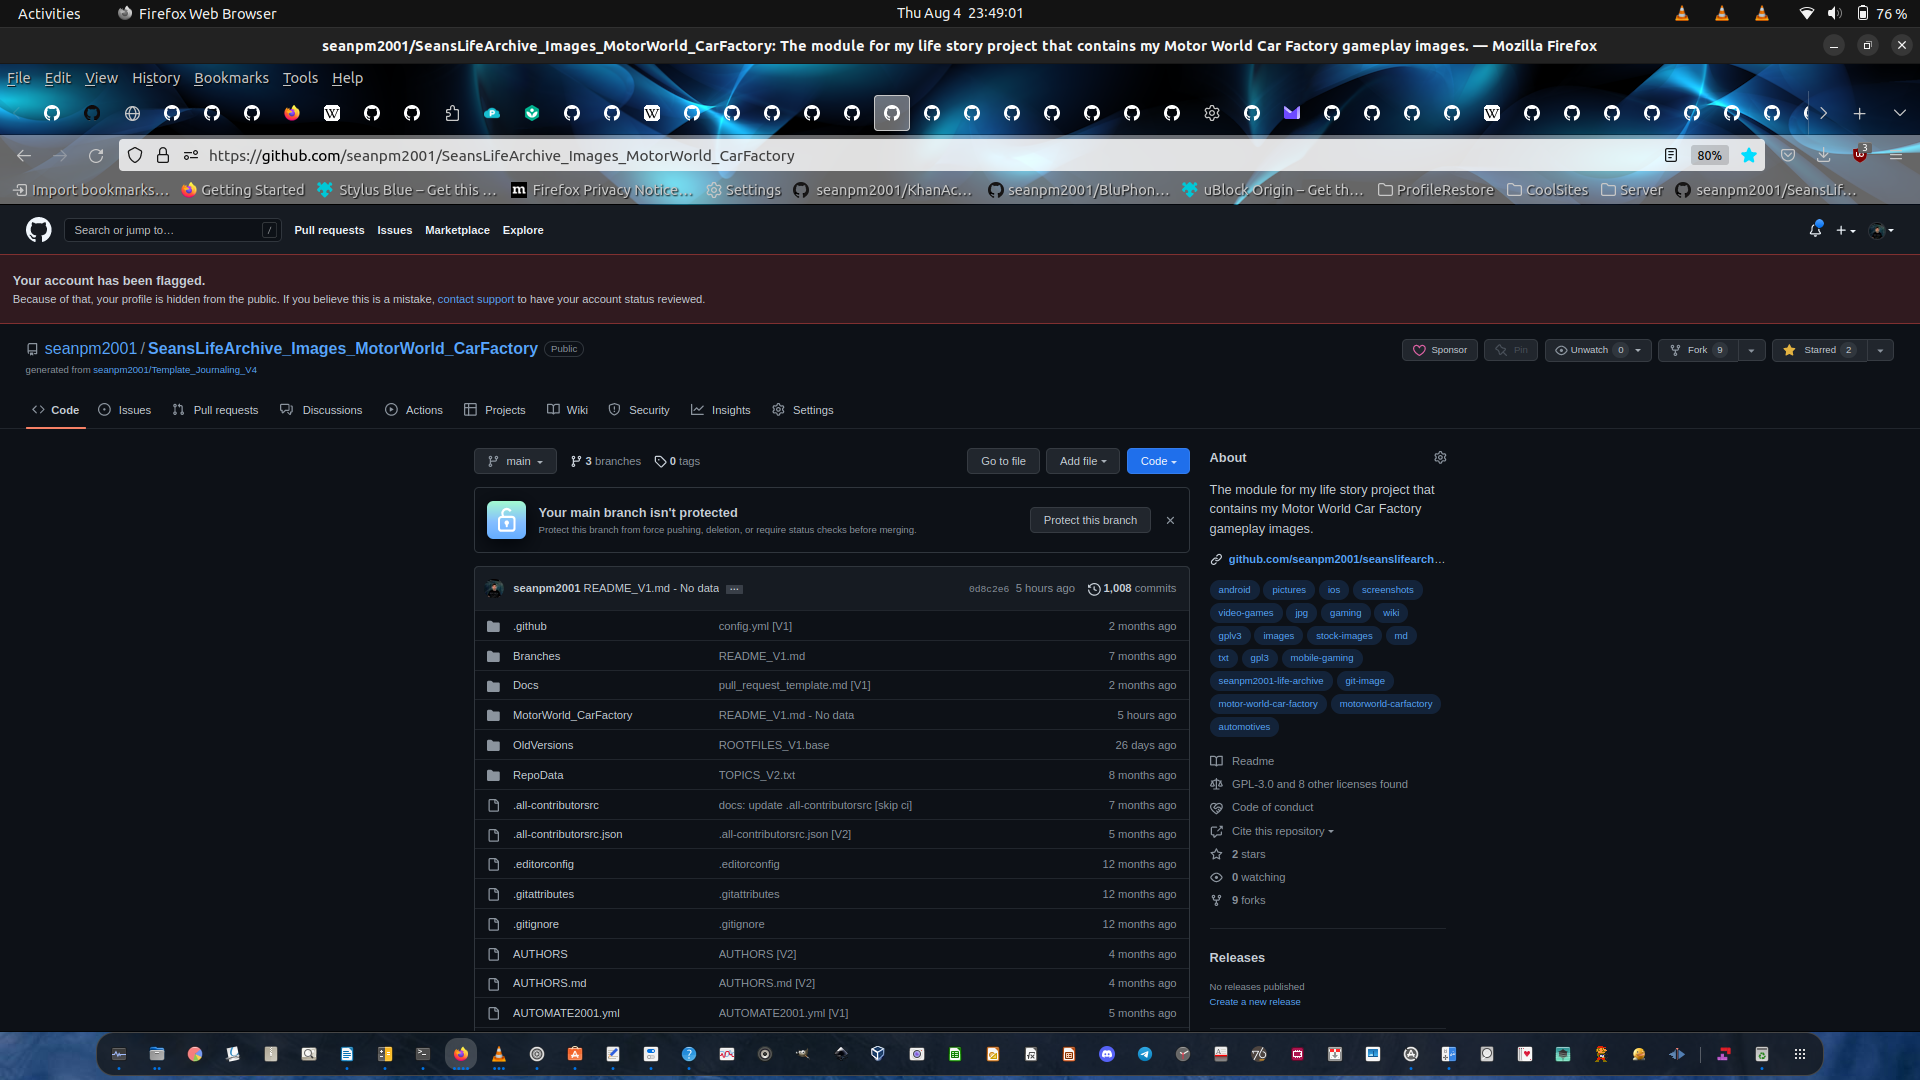 Activities
Firefox Web Browser
Thu Aug 4 23:49:01
76 %
seanpm2001/SeansLifeArchive_Images_MotorWorld_CarFactory: The module for my life story project that contains my Motor World Car Factory gameplay images. — Mozilla Firefox
File Edit View History Bookmarks Tools Help
https://github.com/seanpm2001/SeansLifeArchive_Images_MotorWorld_CarFactory
80%
3
Import bookmarks…
Getting Started
Stylus Blue – Get this …
Firefox Privacy Notice…
Settings
seanpm2001/KhanAc…
seanpm2001/BluPhon…
uBlock Origin – Get th…
ProfileRestore
CoolSites
Server
seanpm2001/SeansLif…
Search or jump to…
/
Pull requests Issues Marketplace Explore
Your account has been flagged.
Because of that, your profile is hidden from the public. If you believe this is a mistake, contact support to have your account status reviewed.
seanpm2001 / SeansLifeArchive_Images_MotorWorld_CarFactory Public
generated from seanpm2001/Template_Journaling_V4
Sponsor
Pin
Unwatch 0
Fork 9
Starred 2
Code
Issues
Pull requests
Discussions
Actions
Projects
Wiki
Security
Insights
Settings
main
3 branches
0 tags
Go to file
Add file
Code
Your main branch isn't protected
Protect this branch from force pushing, deletion, or require status checks before merging.
Protect this branch
seanpm2001 README_V1.md - No data
0d8c2e6 5 hours ago
1,008 commits
.github config.yml [V1] 2 months ago
Branches README_V1.md 7 months ago
Docs pull_request_template.md [V1] 2 months ago
MotorWorld_CarFactory README_V1.md - No data 5 hours ago
OldVersions ROOTFILES_V1.base 26 days ago
RepoData TOPICS_V2.txt 8 months ago
.all-contributorsrc docs: update .all-contributorsrc [skip ci] 7 months ago
.all-contributorsrc.json .all-contributorsrc.json [V2] 5 months ago
.editorconfig .editorconfig 12 months ago
.gitattributes .gitattributes 12 months ago
.gitignore .gitignore 12 months ago
AUTHORS AUTHORS [V2] 4 months ago
AUTHORS.md AUTHORS.md [V2] 4 months ago
AUTOMATE2001.yml AUTOMATE2001.yml [V1] 5 months ago
About
The module for my life story project that
contains my Motor World Car Factory
gameplay images.
github.com/seanpm2001/seanslifearch…
android pictures ios screenshots
video-games jpg gaming wiki
gplv3 images stock-images md
txt gpl3 mobile-gaming
seanpm2001-life-archive git-image
motor-world-car-factory motorworld-carfactory
automotives
Readme
GPL-3.0 and 8 other licenses found
Code of conduct
Cite this repository
2 stars
0 watching
9 forks
Releases
No releases published
Create a new release